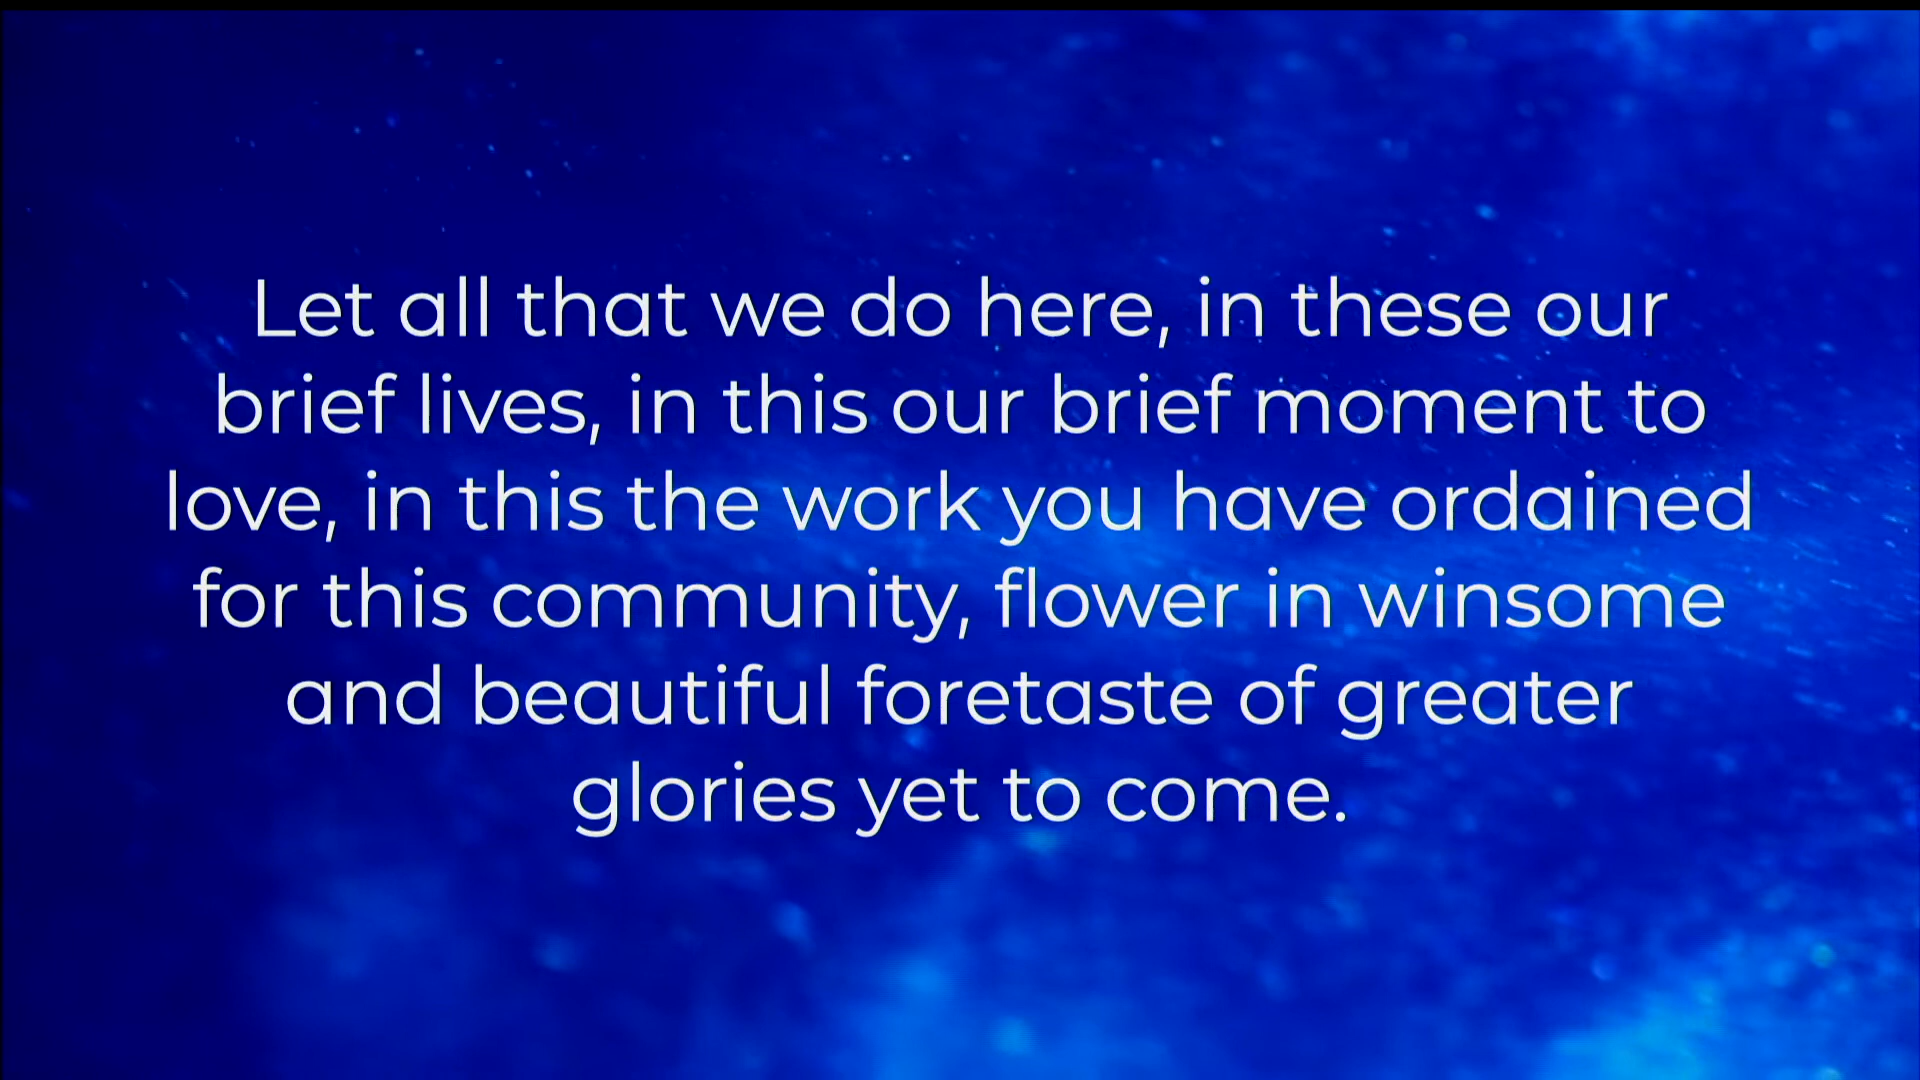 Let all that we do here, in these our
brief lives, in this our brief moment to
love, in this the work you have ordained
for this community, flower in winsome
and beautiful foretaste of greater
glories yet to come.